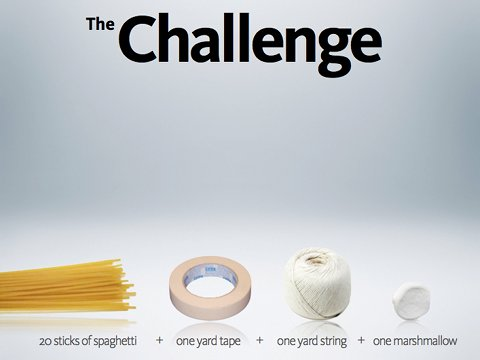 The Challenge
20 sticks of spaghetti + one yard tape + one yard string + one marshmallow